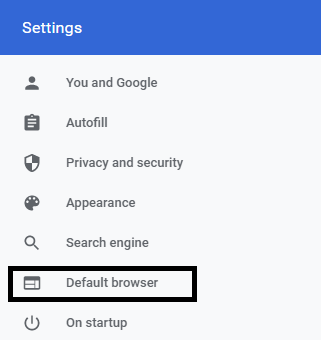 Settings
You and Google
Autofill
Privacy and security
Appearance
Search engine
Default browser
On startup